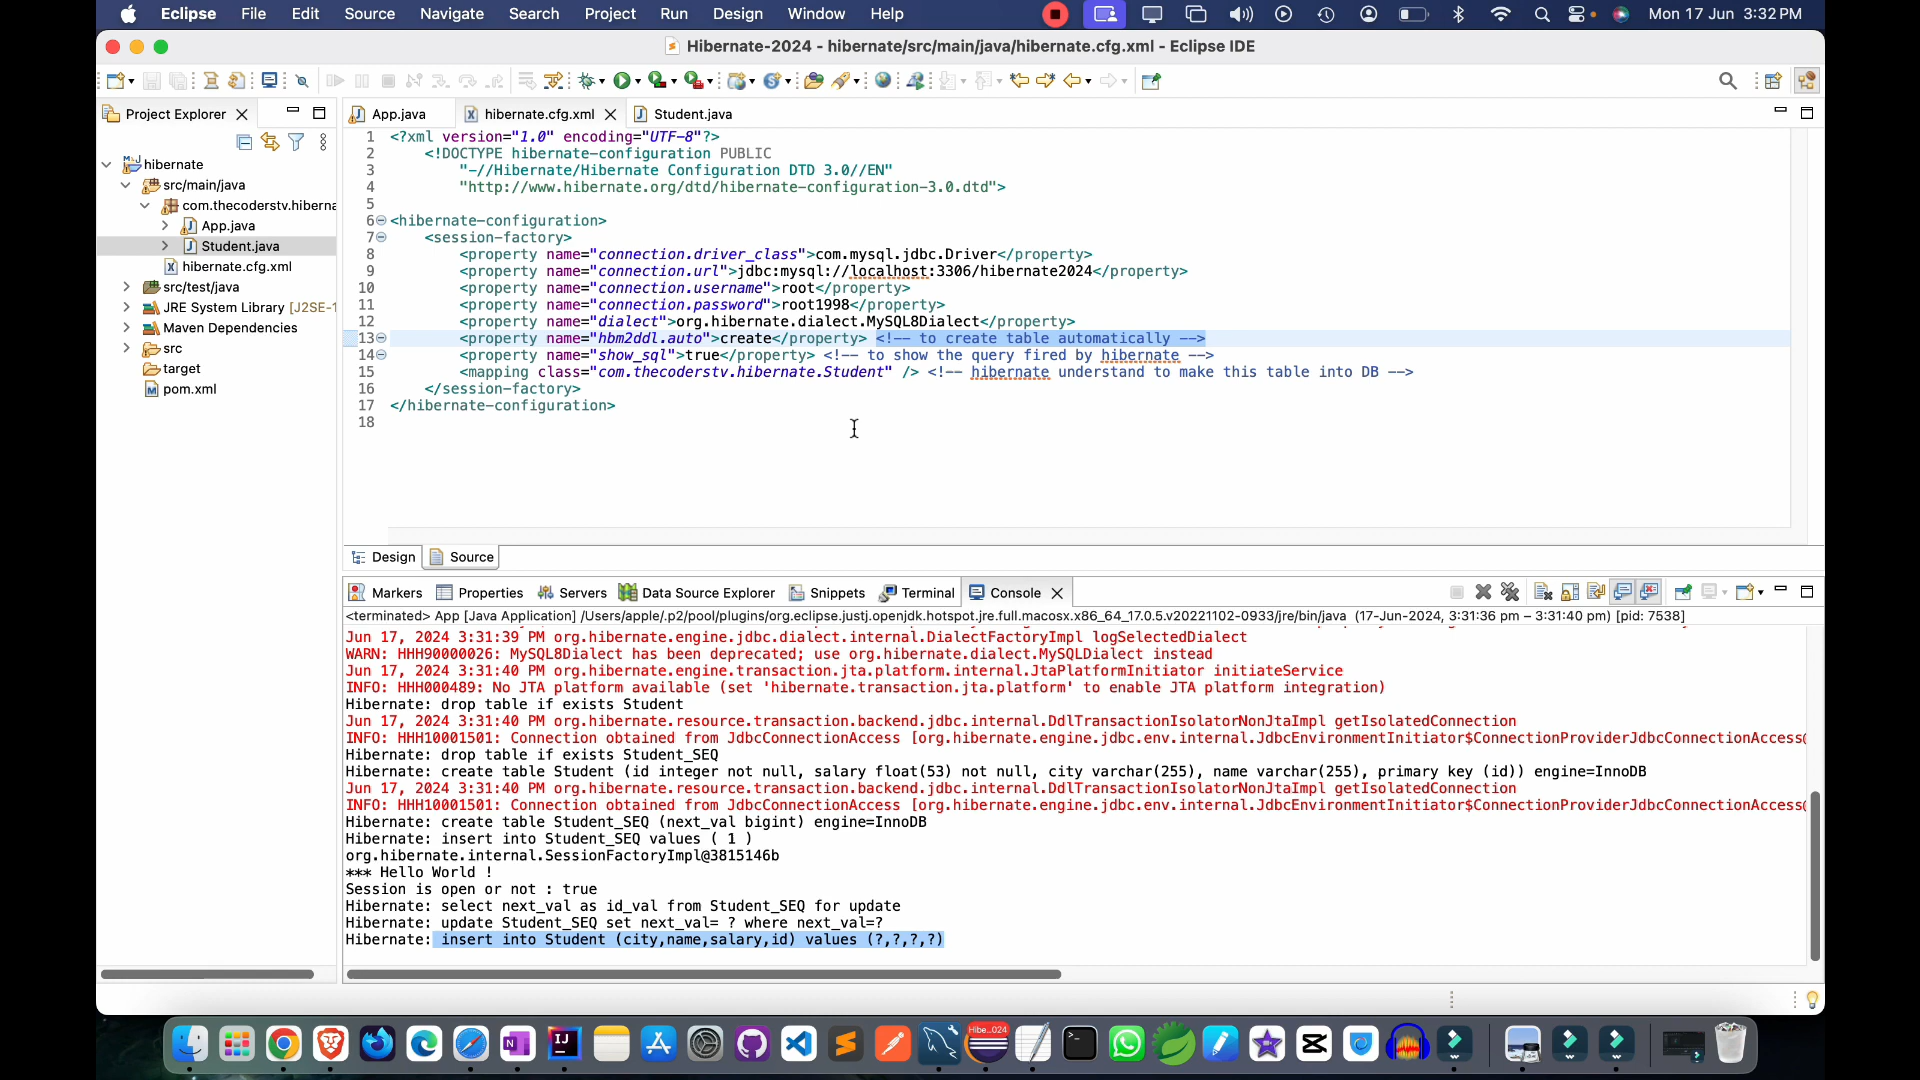 Eclipse File Edit Source Navigate Search Project Run Design Window Help Mon 17 Jun 3:32 PM
Hibernate-2024 - hibernate/src/main/java/hibernate.cfg.xml - Eclipse IDE
Project Explorer
App.java
hibernate.cfg.xml
Student.java
hibernate
src/main/java
com.thecoderstv.hiberna
App.java
Student.java
hibernate.cfg.xml
src/test/java
JRE System Library [J2SE-1
Maven Dependencies
src
target
pom.xml
1 <?xml version="1.0" encoding="UTF-8"?>
2 <!DOCTYPE hibernate-configuration PUBLIC
3 "-//Hibernate/Hibernate Configuration DTD 3.0//EN"
4 "http://www.hibernate.org/dtd/hibernate-configuration-3.0.dtd">
5
6 <hibernate-configuration>
7 <session-factory>
8 <property name="connection.driver_class">com.mysql.jdbc.Driver</property>
9 <property name="connection.url">jdbc:mysql://localhost:3306/hibernate2024</property>
10 <property name="connection.username">root</property>
11 <property name="connection.password">root1998</property>
12 <property name="dialect">org.hibernate.dialect.MySQL8Dialect</property>
13 <property name="hbm2ddl.auto">create</property> <!-- to create table automatically -->
14 <property name="show_sql">true</property> <!-- to show the query fired by hibernate -->
15 <mapping class="com.thecoderstv.hibernate.Student" /> <!-- hibernate understand to make this table into DB -->
16 </session-factory>
17 </hibernate-configuration>
18
Design Source
Markers Properties Servers Data Source Explorer Snippets Terminal Console
<terminated> App [Java Application] /Users/apple/.p2/pool/plugins/org.eclipse.justj.openjdk.hotspot.jre.full.macosx.x86_64_17.0.5.v20221102-0933/jre/bin/java (17-Jun-2024, 3:31:36 pm – 3:31:40 pm) [pid: 7538]
Jun 17, 2024 3:31:39 PM org.hibernate.engine.jdbc.dialect.internal.DialectFactoryImpl logSelectedDialect
WARN: HHH90000026: MySQL8Dialect has been deprecated; use org.hibernate.dialect.MySQLDialect instead
Jun 17, 2024 3:31:40 PM org.hibernate.engine.transaction.jta.platform.internal.JtaPlatformInitiator initiateService
INFO: HHH000489: No JTA platform available (set 'hibernate.transaction.jta.platform' to enable JTA platform integration)
Hibernate: drop table if exists Student
Jun 17, 2024 3:31:40 PM org.hibernate.resource.transaction.backend.jdbc.internal.DdlTransactionIsolatorNonJtaImpl getIsolatedConnection
INFO: HHH10001501: Connection obtained from JdbcConnectionAccess [org.hibernate.engine.jdbc.env.internal.JdbcEnvironmentInitiator$ConnectionProviderJdbcConnectionAccess@
Hibernate: drop table if exists Student_SEQ
Hibernate: create table Student (id integer not null, salary float(53) not null, city varchar(255), name varchar(255), primary key (id)) engine=InnoDB
Jun 17, 2024 3:31:40 PM org.hibernate.resource.transaction.backend.jdbc.internal.DdlTransactionIsolatorNonJtaImpl getIsolatedConnection
INFO: HHH10001501: Connection obtained from JdbcConnectionAccess [org.hibernate.engine.jdbc.env.internal.JdbcEnvironmentInitiator$ConnectionProviderJdbcConnectionAccess@
Hibernate: create table Student_SEQ (next_val bigint) engine=InnoDB
Hibernate: insert into Student_SEQ values ( 1 )
org.hibernate.internal.SessionFactoryImpl@3815146b
*** Hello World !
Session is open or not : true
Hibernate: select next_val as id_val from Student_SEQ for update
Hibernate: update Student_SEQ set next_val= ? where next_val=?
Hibernate: insert into Student (city,name,salary,id) values (?,?,?,?)
Hibe...024